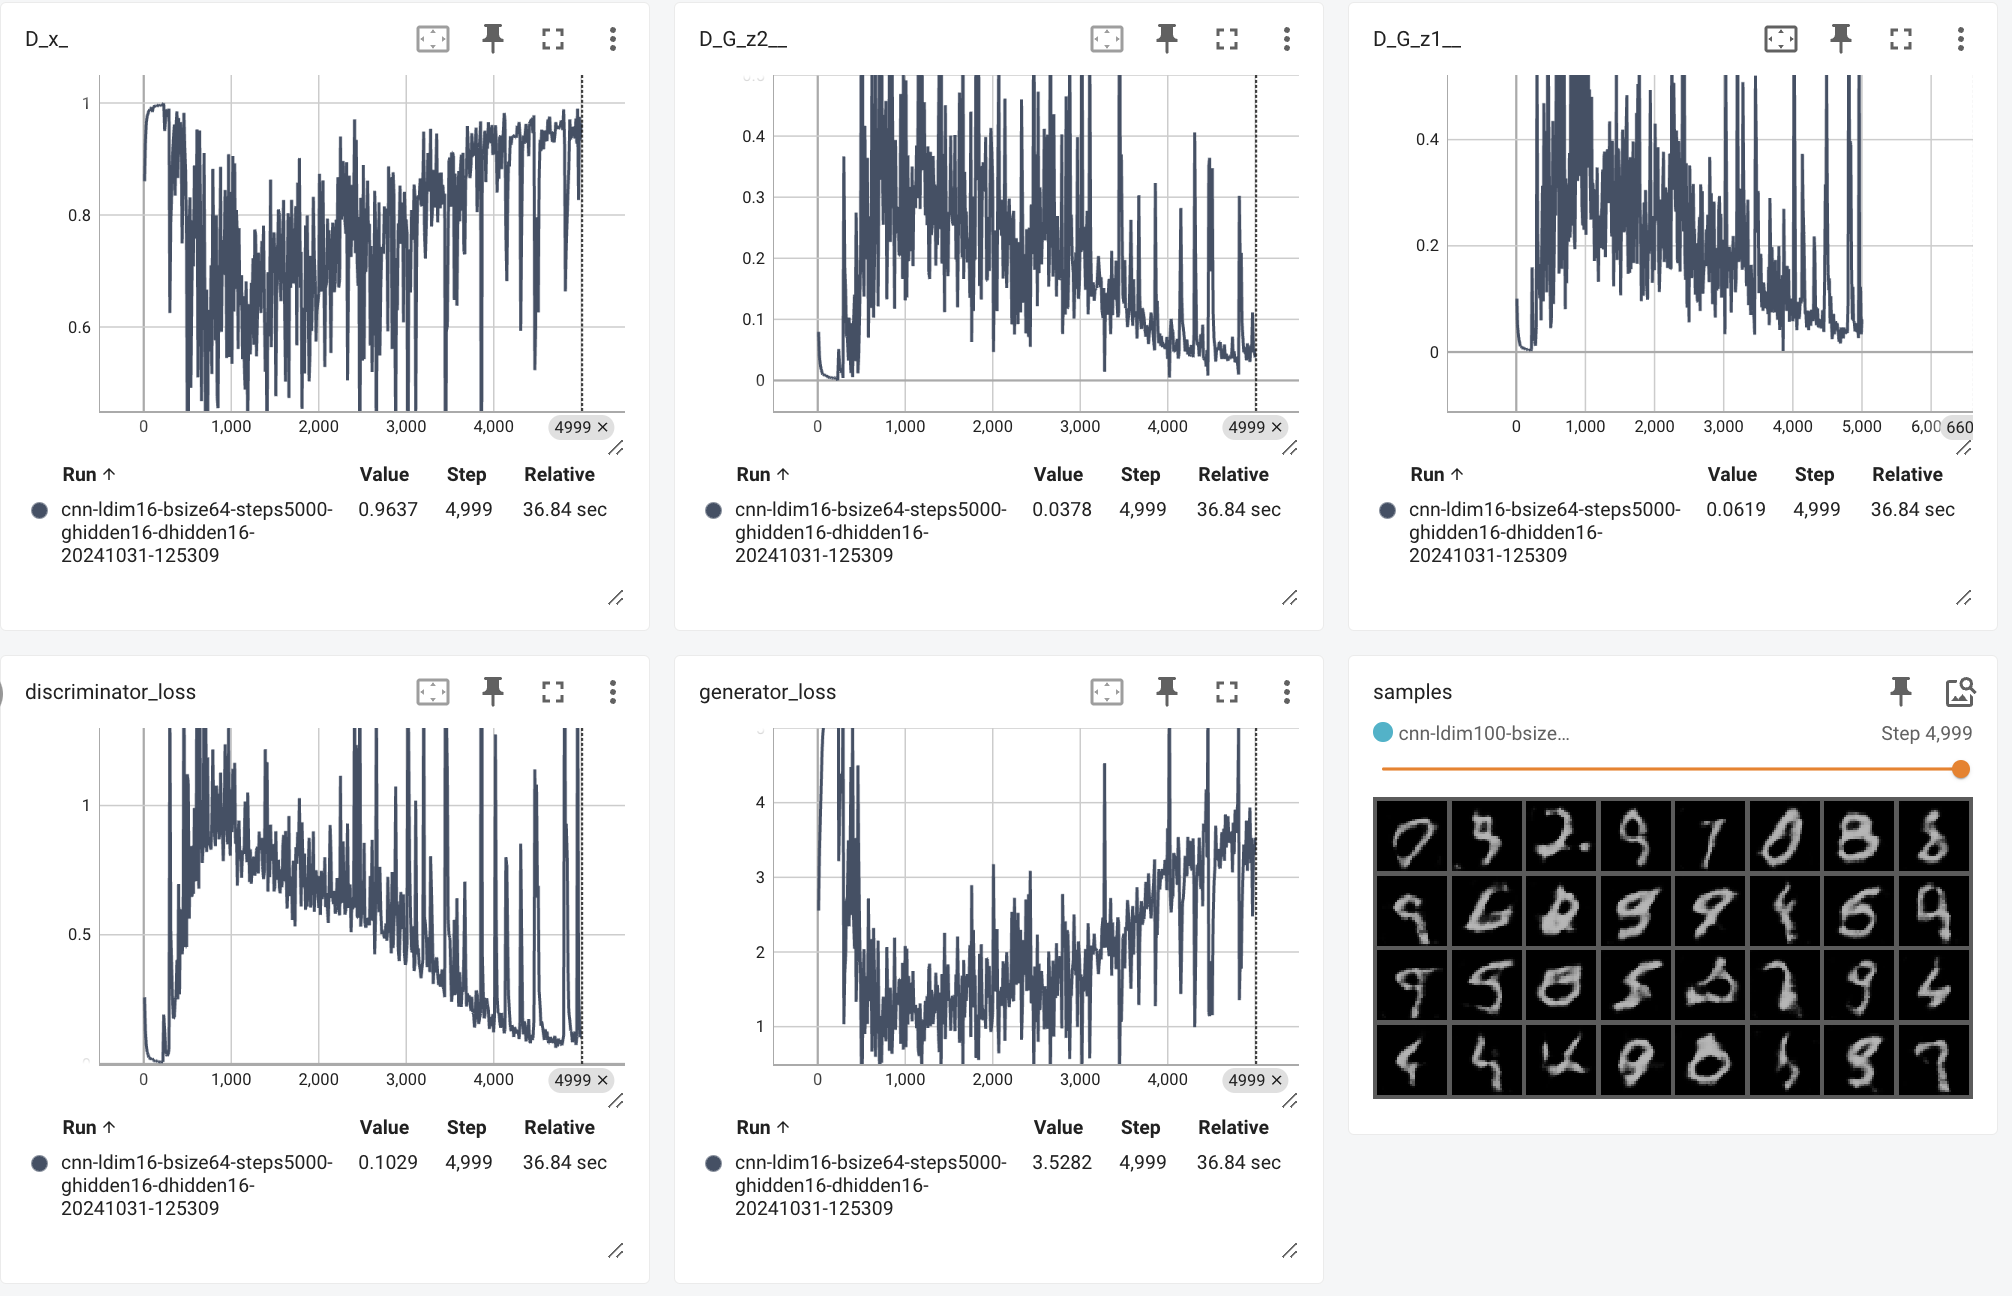 D_x_
1
0.8
0.6
0 1,000 2,000 3,000 4,000 4999 ×
Run ↑ Value Step Relative
cnn-ldim16-bsize64-steps5000- 0.9637 4,999 36.84 sec
ghidden16-dhidden16-
20241031-125309
D_G_z2__
0.4
0.3
0.2
0.1
0
0 1,000 2,000 3,000 4,000 4999 ×
Run ↑ Value Step Relative
cnn-ldim16-bsize64-steps5000- 0.0378 4,999 36.84 sec
ghidden16-dhidden16-
20241031-125309
D_G_z1__
0.4
0.2
0
0 1,000 2,000 3,000 4,000 5,000 6,00 660
Run ↑ Value Step Relative
cnn-ldim16-bsize64-steps5000- 0.0619 4,999 36.84 sec
ghidden16-dhidden16-
20241031-125309
discriminator_loss
1
0.5
0 1,000 2,000 3,000 4,000 4999 ×
Run ↑ Value Step Relative
cnn-ldim16-bsize64-steps5000- 0.1029 4,999 36.84 sec
ghidden16-dhidden16-
20241031-125309
generator_loss
4
3
2
1
0 1,000 2,000 3,000 4,000 4999 ×
Run ↑ Value Step Relative
cnn-ldim16-bsize64-steps5000- 3.5282 4,999 36.84 sec
ghidden16-dhidden16-
20241031-125309
samples
cnn-ldim100-bsize… Step 4,999